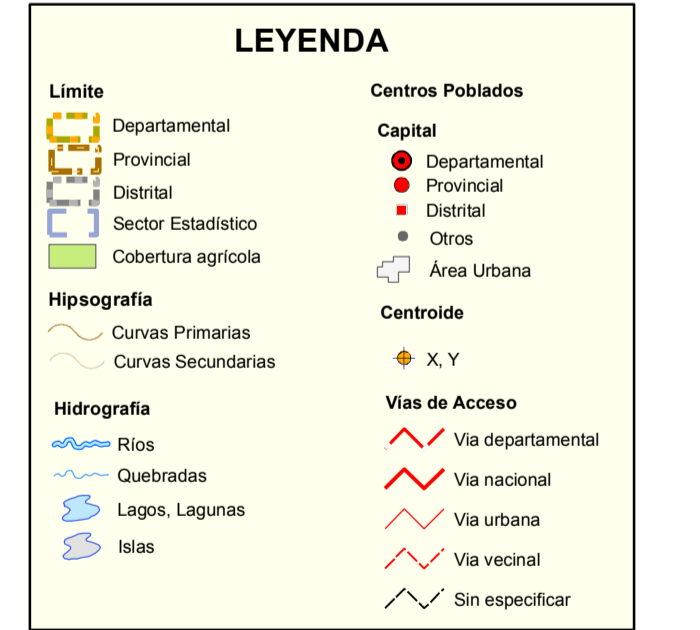 LEYENDA
Límite
Departamental
Provincial
Distrital
Sector Estadístico
Cobertura agrícola
Hipsografía
Curvas Primarias
Curvas Secundarias
Hidrografía
Ríos
Quebradas
Lagos, Lagunas
Islas
Centros Poblados
Capital
Departamental
Provincial
Distrital
Otros
Área Urbana
Centroide
X, Y
Vías de Acceso
Via departamental
Via nacional
Via urbana
Via vecinal
Sin especificar